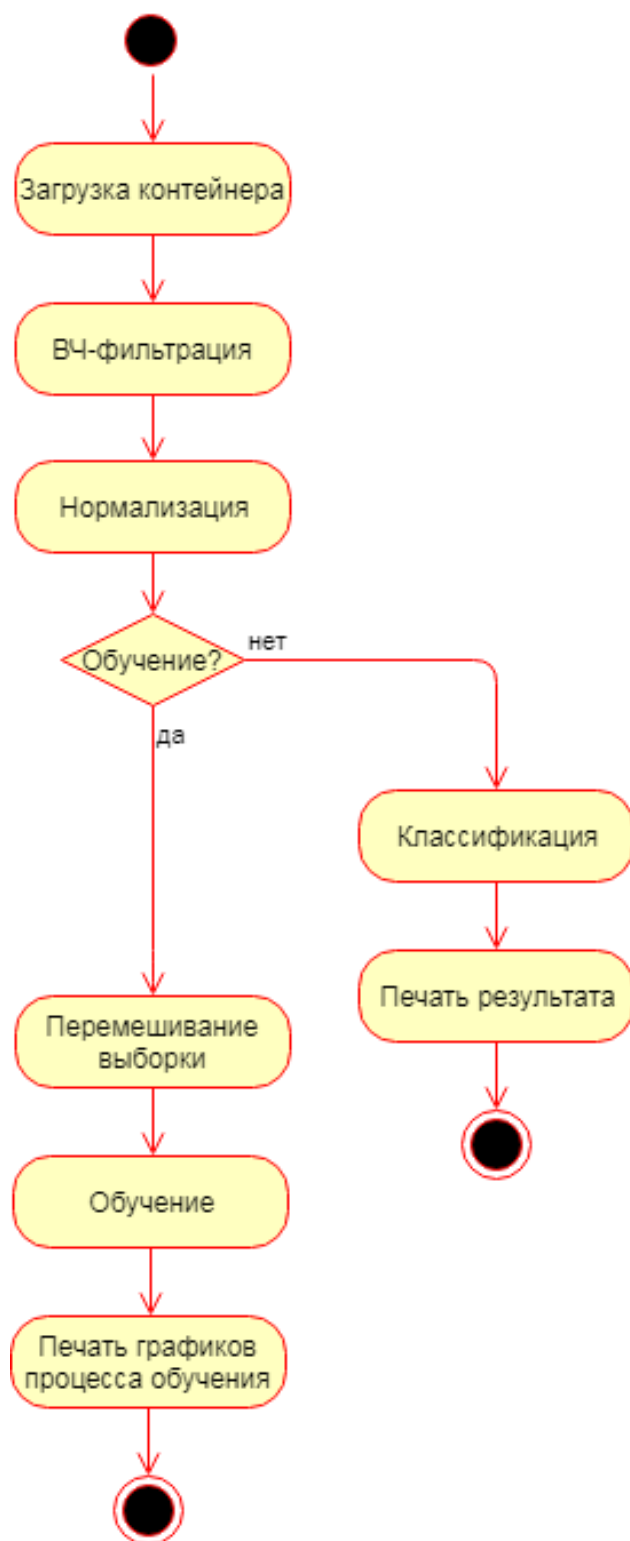 Загрузка контейнера
ВЧ-фильтрация
Нормализация
Обучение?
нет
да
Классификация
Печать результата
Перемешивание
выборки
Обучение
Печать графиков
процесса обучения